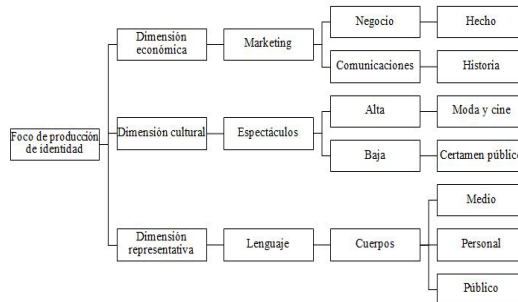 Foco de producción
de identidad
Dimensión
económica
Marketing
Negocio
Hecho
Comunicaciones
Historia
Dimensión cultural
Espectáculos
Alta
Moda y cine
Baja
Certamen público
Dimensión
representativa
Lenguaje
Cuerpos
Medio
Personal
Público